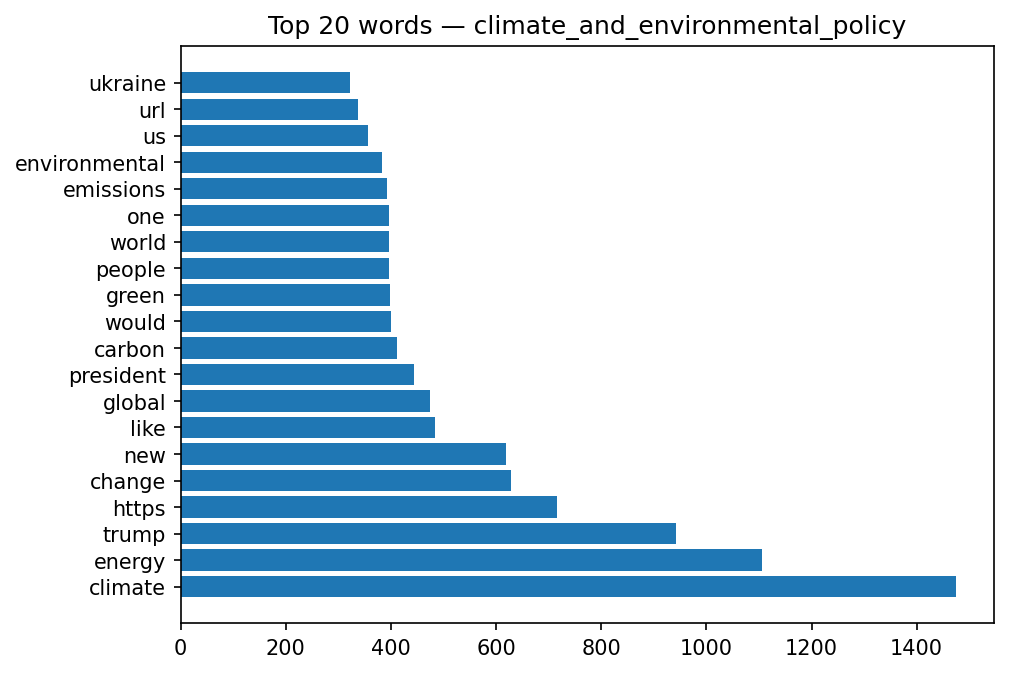 Top 20 words — climate_and_environmental_policy
ukraine
url
us
environmental
emissions
one
world
people
green
would
carbon
president
global
like
new
change
https
trump
energy
climate
0 200 400 600 800 1000 1200 1400